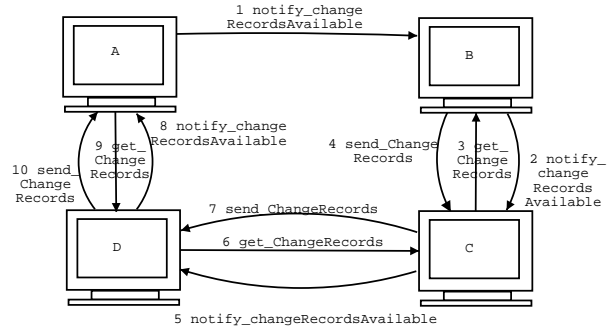 1 notify_change
RecordsAvailable
A
B
8 notify_change
RecordsAvailable
9 get_
Change
Records
10 send_
Change
Records
4 send_Change
Records
3 get_
Change
Records
2 notify_
change
Records
Available
7 send_ChangeRecords
D
6 get_ChangeRecords
C
5 notify_changeRecordsAvailable